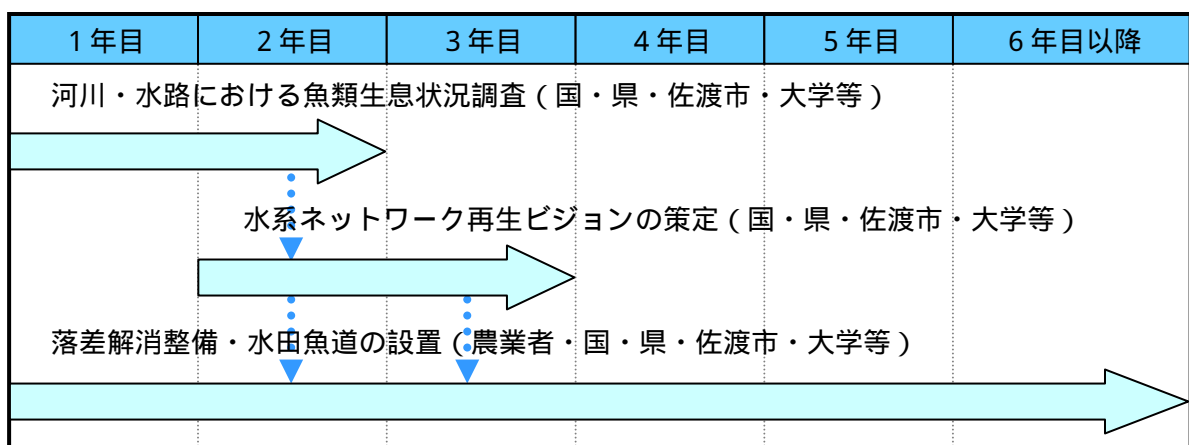 1年目 2年目 3年目 4年目 5年目 6年目以降
河川・水路における魚類生息状況調査（国・県・佐渡市・大学等）
水系ネットワーク再生ビジョンの策定（国・県・佐渡市・大学等）
落差解消整備・水田魚道の設置（農業者・国・県・佐渡市・大学等）